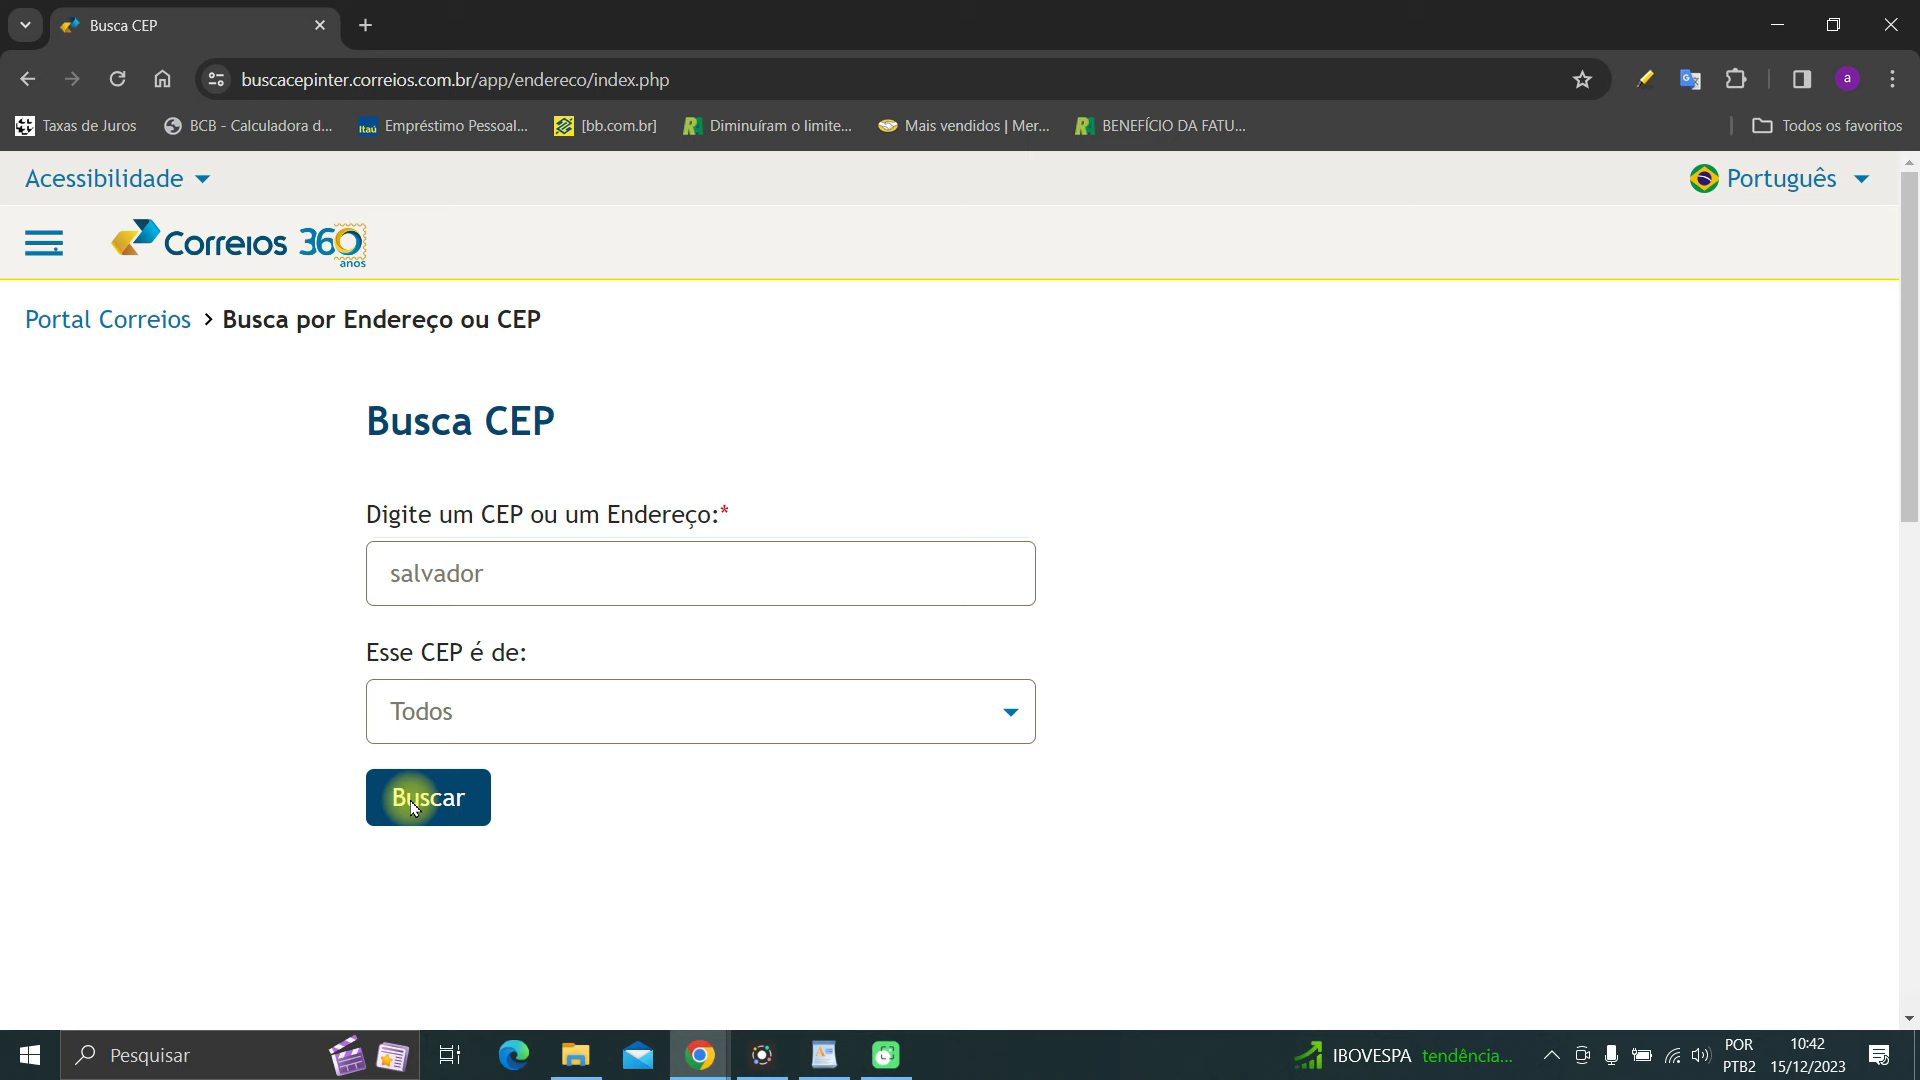 Busca CEP
buscacepinter.correios.com.br/app/endereco/index.php
a
Taxas de Juros
BCB - Calculadora d...
Itaú Empréstimo Pessoal...
[bb.com.br]
Diminuíram o limite...
Mais vendidos | Mer...
BENEFÍCIO DA FATU...
Todos os favoritos
Acessibilidade
Português
Correios 360 anos
Portal Correios > Busca por Endereço ou CEP
Busca CEP
Digite um CEP ou um Endereço:*
salvador
Esse CEP é de:
Todos
Buscar
Pesquisar
IBOVESPA tendência...
POR
PTB2
10:42
15/12/2023